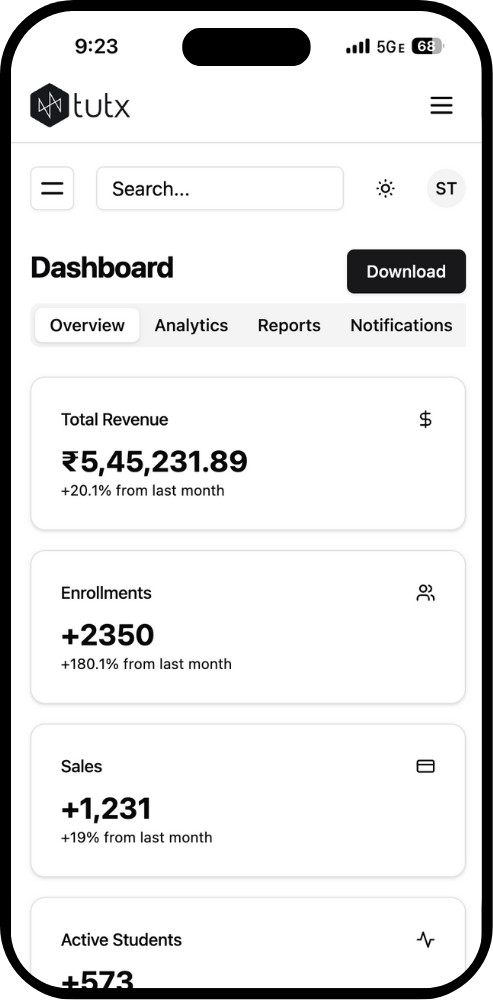 9:23 5GE 68
tutx
Search... ST
Dashboard Download
Overview Analytics Reports Notifications
Total Revenue $
₹5,45,231.89
+20.1% from last month
Enrollments
+2350
+180.1% from last month
Sales
+1,231
+19% from last month
Active Students
+573